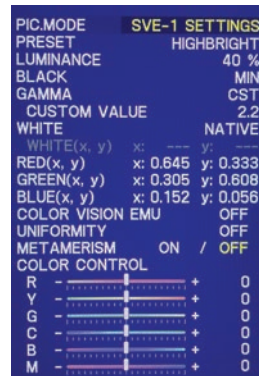 PIC.MODE SVE-1 SETTINGS
PRESET HIGHBRIGHT
LUMINANCE 40 %
BLACK MIN
GAMMA CST
CUSTOM VALUE 2.2
WHITE NATIVE
WHITE(x, y) x: --- y: ---
RED(x, y) x: 0.645 y: 0.333
GREEN(x, y) x: 0.305 y: 0.608
BLUE(x, y) x: 0.152 y: 0.056
COLOR VISION EMU OFF
UNIFORMITY OFF
METAMERISM ON / OFF
COLOR CONTROL
R - + 0
Y - + 0
G - + 0
C - + 0
B - + 0
M - + 0